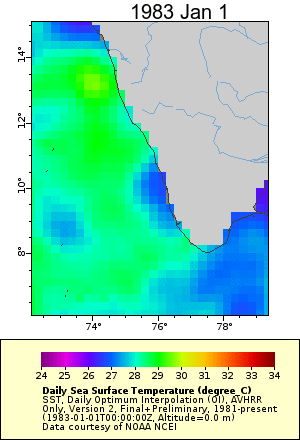 1983 Jan 1
14°
12°
10°
8°
74° 76° 78°
24 25 26 27 28 29 30 31 32 33 34
Daily Sea Surface Temperature (degree_C)
SST, Daily Optimum Interpolation (OI), AVHRR
Only, Version 2, Final+Preliminary, 1981-present
(1983-01-01T00:00:00Z, Altitude=0.0 m)
Data courtesy of NOAA NCEI